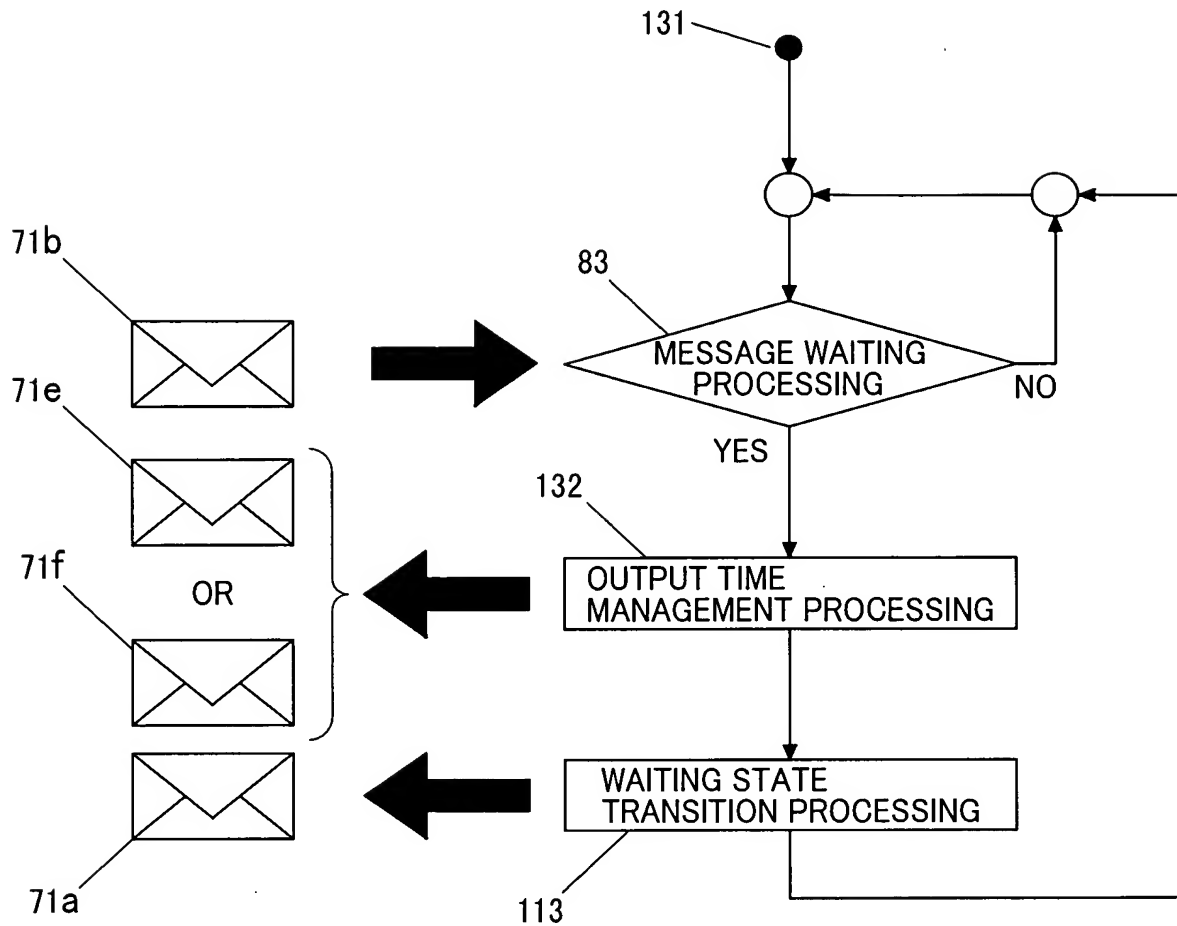 131
71b
83
MESSAGE WAITING
PROCESSING
NO
71e
YES
132
71f
OR
OUTPUT TIME
MANAGEMENT PROCESSING
WAITING STATE
TRANSITION PROCESSING
71a
113